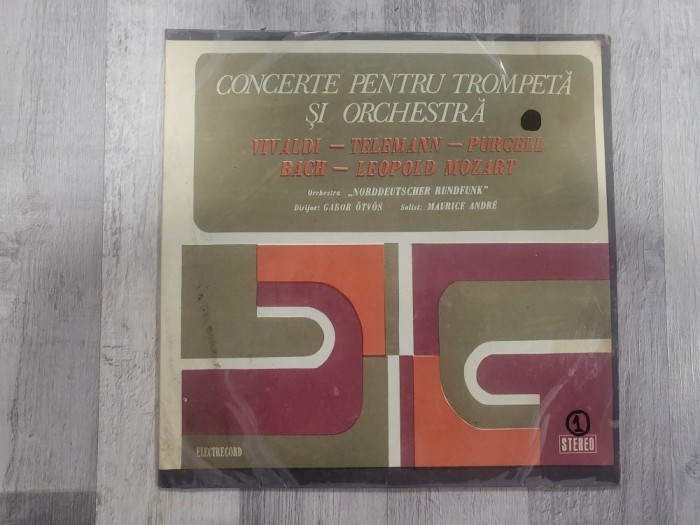 CONCERTE PENTRU TROMPETĂ
ŞI ORCHESTRĂ
VIVALDI — TELEMANN — PURCELL
BACH — LEOPOLD MOZART
Orchestra „NORDDEUTSCHER RUNDFUNK”
Dirijor: GABOR ÖTVÖS Solist: MAURICE ANDRÉ
1
ELECTRECORD
STEREO